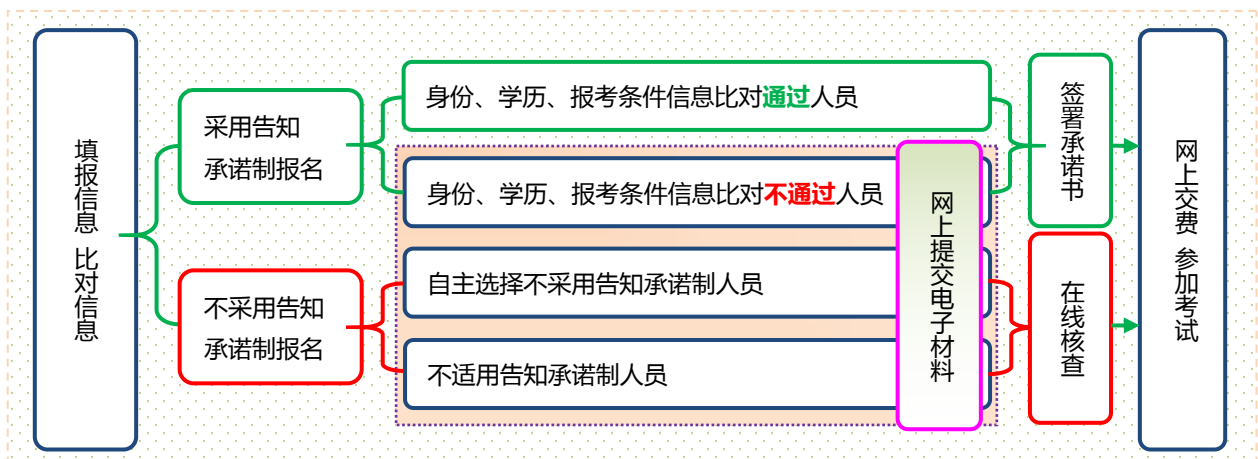 填报信息 比对信息
采用告知
承诺制报名
不采用告知
承诺制报名
身份、学历、报考条件信息比对通过人员
身份、学历、报考条件信息比对不通过人员
自主选择不采用告知承诺制人员
不适用告知承诺制人员
网上提交电子材料
签署承诺书
在线核查
网上交费 参加考试